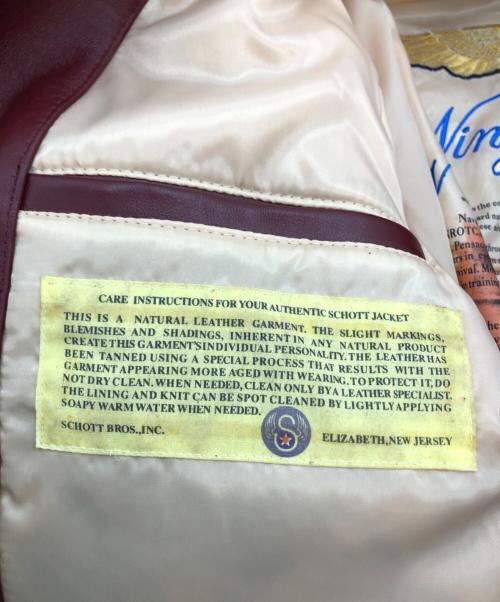 CARE INSTRUCTIONS FOR YOUR AUTHENTIC SCHOTT JACKET
THIS IS A NATURAL LEATHER GARMENT. THE SLIGHT MARKINGS,
BLEMISHES AND SHADINGS, INHERENT IN ANY NATURAL PRODUCT
CREATE THIS GARMENT'S INDIVIDUAL PERSONALITY. THE LEATHER HAS
BEEN TANNED USING A SPECIAL PROCESS THAT RESULTS WITH THE
GARMENT APPEARING MORE AGED WITH WEARING. TO PROTECT IT, DO
NOT DRY CLEAN. WHEN NEEDED, CLEAN ONLY BY A LEATHER SPECIALIST.
THE LINING AND KNIT CAN BE SPOT CLEANED BY LIGHTLY APPLYING
SOAPY WARM WATER WHEN NEEDED.
S
SCHOTT BROS., INC.
ELIZABETH, NEW JERSEY